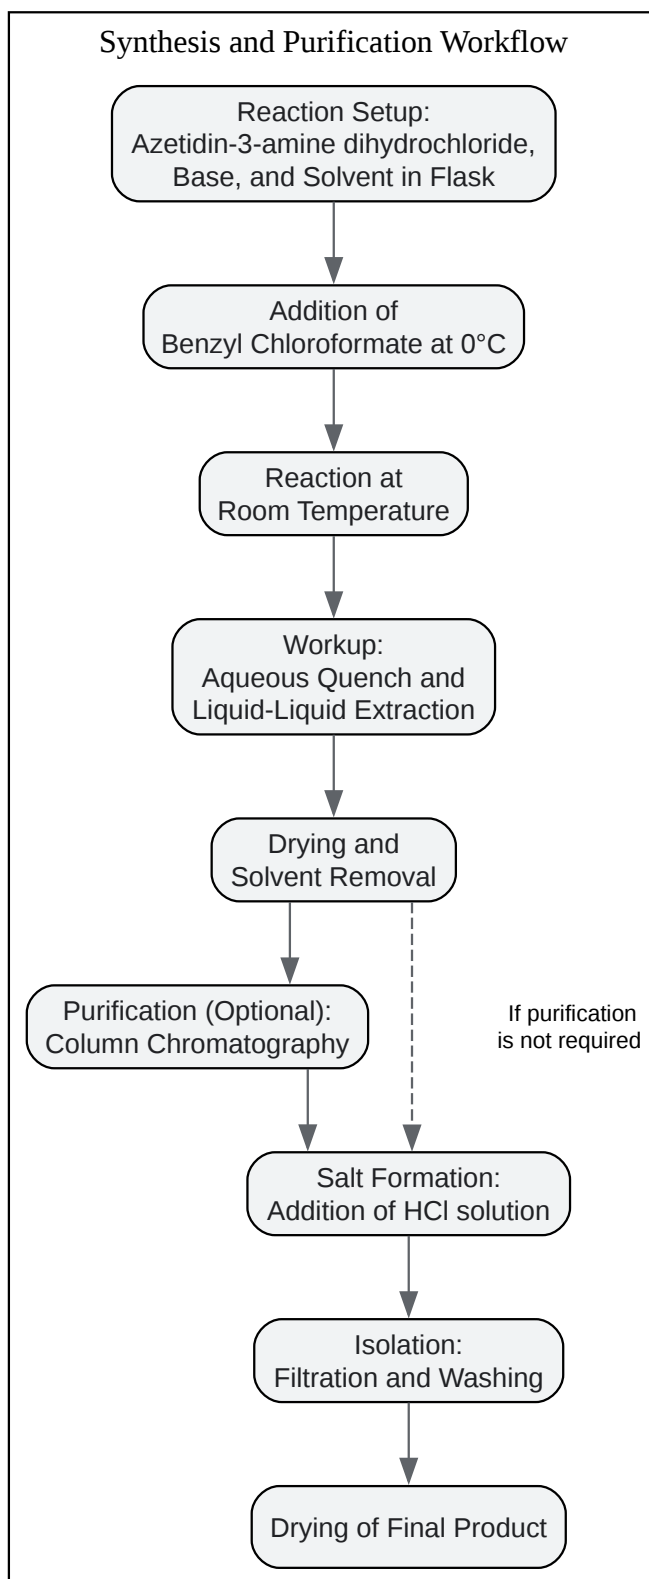 Synthesis and Purification Workflow
Reaction Setup:
Azetidin-3-amine dihydrochloride,
Base, and Solvent in Flask
Addition of
Benzyl Chloroformate at 0°C
Reaction at
Room Temperature
Workup:
Aqueous Quench and
Liquid-Liquid Extraction
Drying and
Solvent Removal
Purification (Optional):
Column Chromatography
If purification
is not required
Salt Formation:
Addition of HCl solution
Isolation:
Filtration and Washing
Drying of Final Product